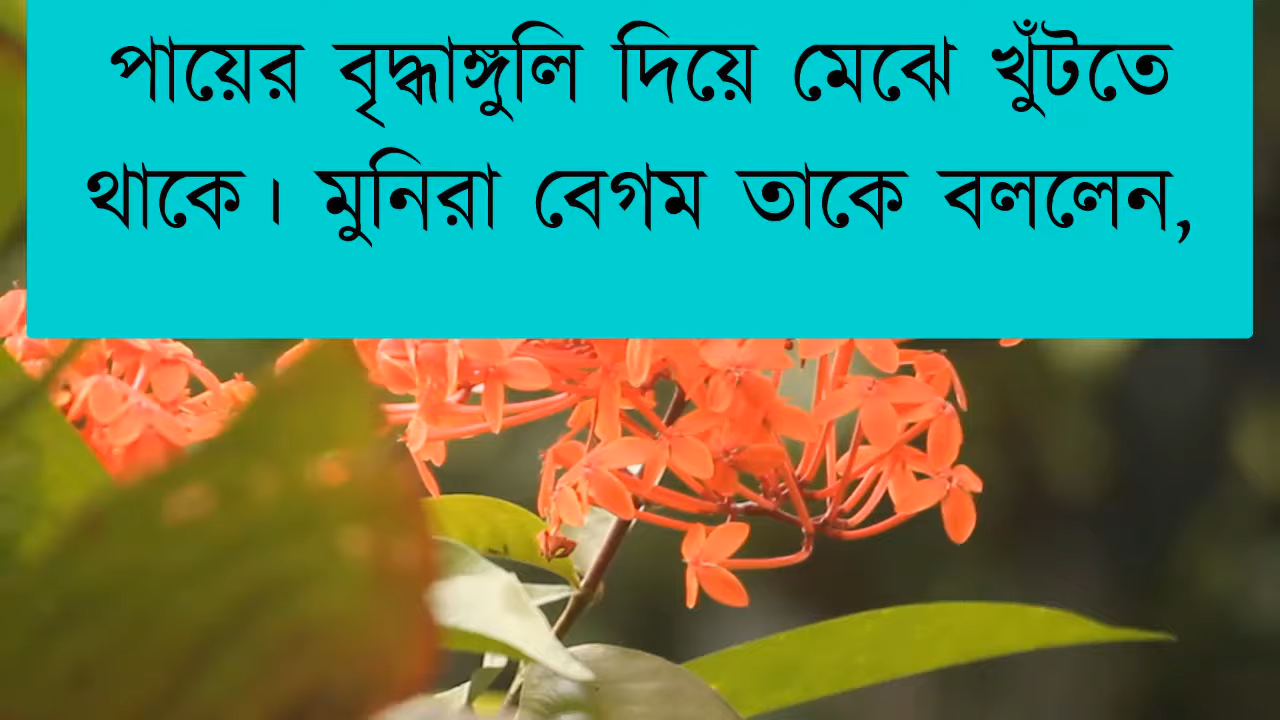 পায়ের বৃদ্ধাঙ্গুলি দিয়ে মেঝে খুঁটতে
থাকে। মুনিরা বেগম তাকে বললেন,